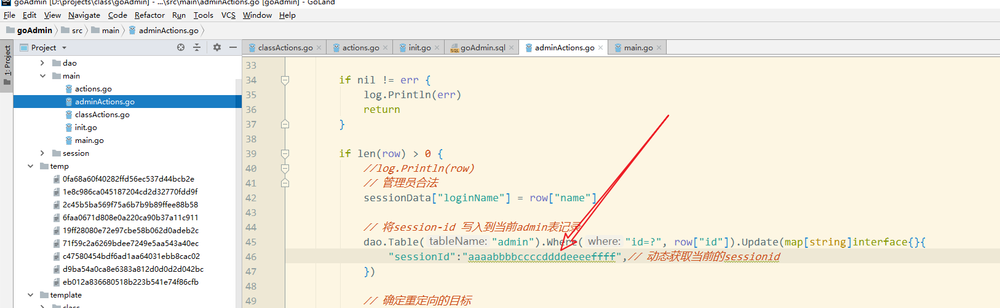 goAdmin [D:\projects\class\goAdmin] - ...\src\main\adminActions.go [goAdmin] - GoLand
File Edit View Navigate Code Refactor Run Tools VCS Window Help
goAdmin src main adminActions.go
1: Project
Project
dao
main
actions.go
adminActions.go
classActions.go
init.go
main.go
session
temp
0fa68a60f40282ffd56ec537d44bcb2e
1e8c986ca045187204cd2d32770fdd9f
2c45b5ba569f75a6b7b9b89ffee88b58
6faa0671d808e0a220ca90b37a11c911
19ff28080e72e97cbe58b062d0adeb2c
71f59c2a6269bdee7249e5aa543a40ec
c47580454bdf6ad1aa64031ebb8cac02
d9ba54a0ca8e6383a812d0d0d2d042bc
eb012a836680518b223b541e74f86cfb
template
class
classActions.go actions.go init.go goAdmin.sql adminActions.go main.go
33
34 if nil != err {
35 log.Println(err)
36 return
37 }
38
39 if len(row) > 0 {
40 //log.Println(row)
41 // 管理员合法
42 sessionData["loginName"] = row["name"]
43
44 // 将session-id 写入到当前admin表记录
45 dao.Table( tableName: "admin").Where( where: "id=?", row["id"]).Update(map[string]interface{}{
46 "sessionId":"aaaabbbbccccddddeeeeffff",// 动态获取当前的sessionid
47 })
48
49 // 确定重定向的目标